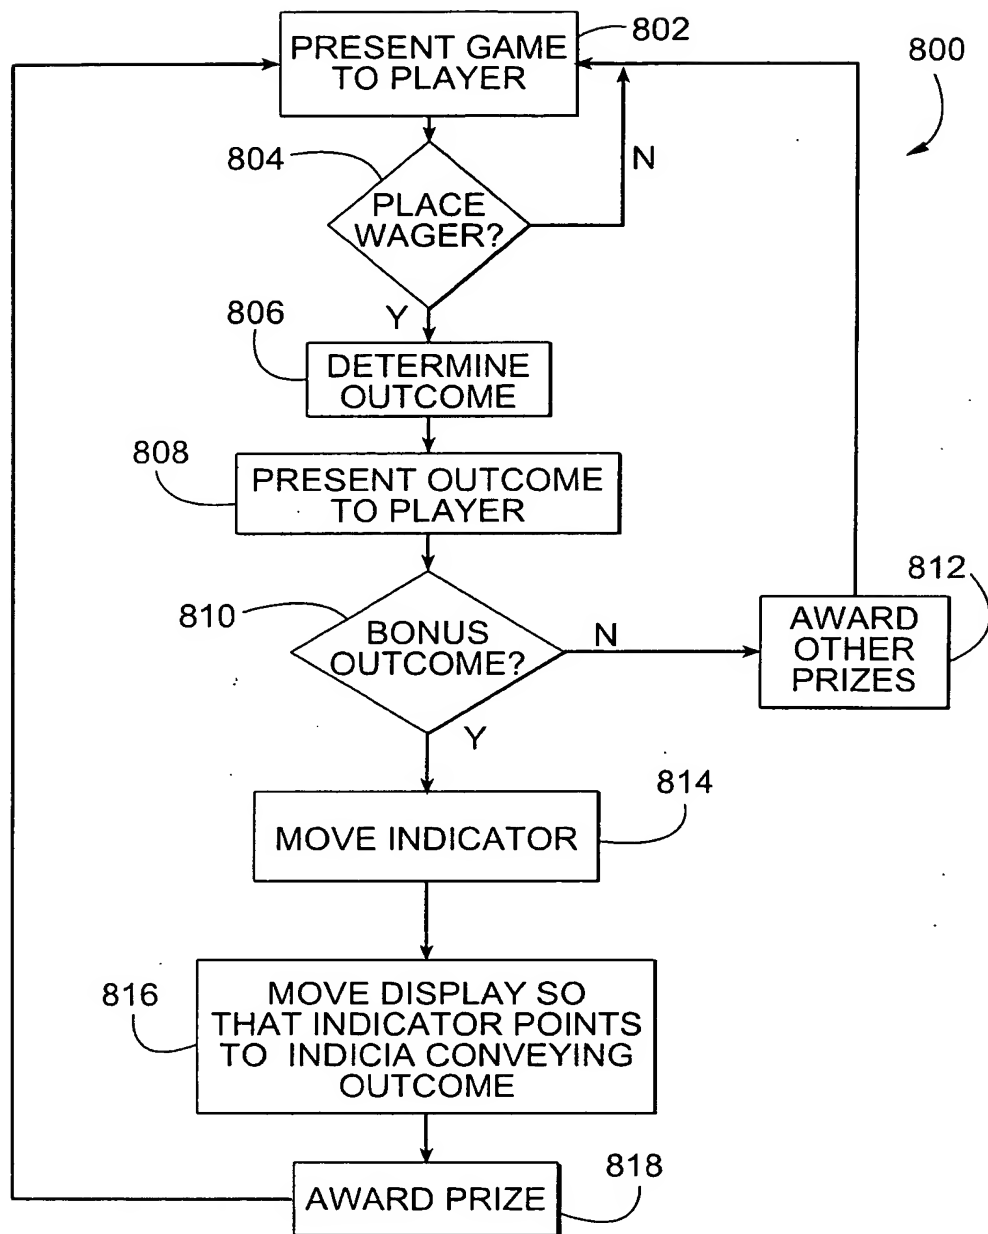 802
PRESENT GAME
TO PLAYER
800
804
N
PLACE
WAGER?
Y
806
DETERMINE
OUTCOME
808
PRESENT OUTCOME
TO PLAYER
810
BONUS
OUTCOME?
N
812
AWARD
OTHER
PRIZES
Y
814
MOVE INDICATOR
816
MOVE DISPLAY SO
THAT INDICATOR POINTS
TO INDICIA CONVEYING
OUTCOME
818
AWARD PRIZE